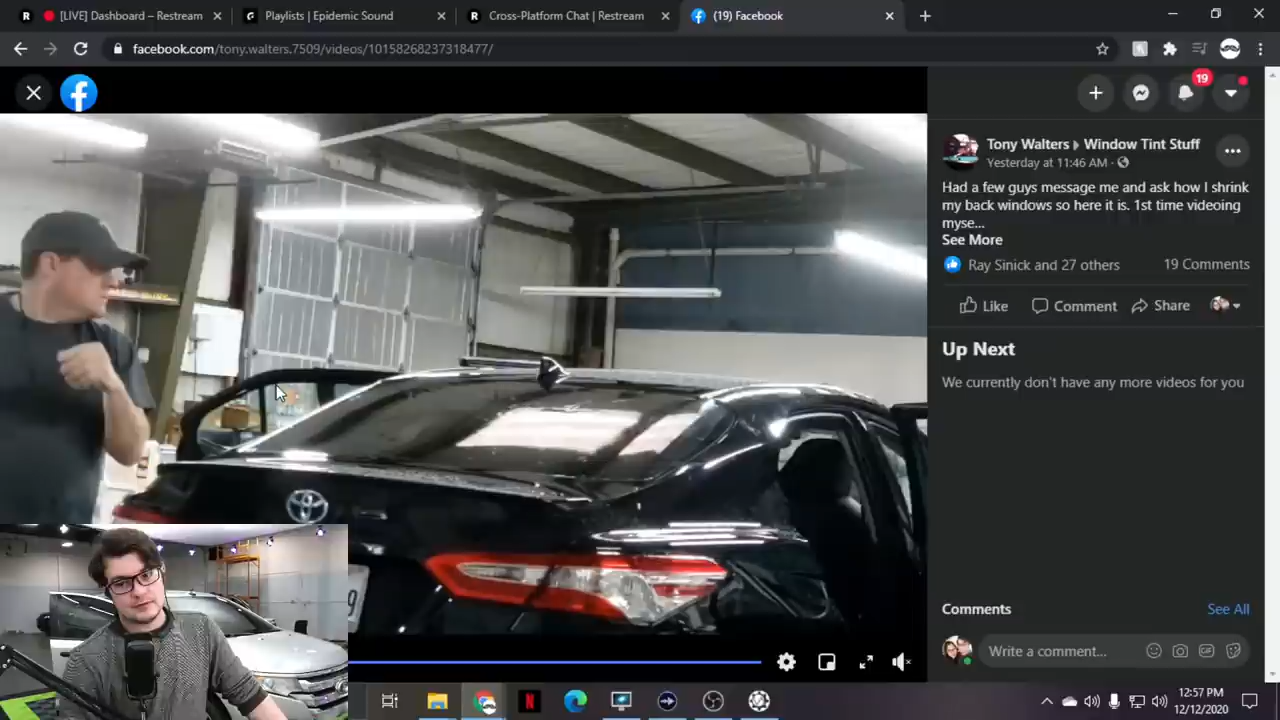 [LIVE] Dashboard – Restream
Playlists | Epidemic Sound
Cross-Platform Chat | Restream
(19) Facebook
facebook.com/tony.walters.7509/videos/10158268237318477/
19
Tony Walters ▸ Window Tint Stuff
Yesterday at 11:46 AM ·
Had a few guys message me and ask how I shrink
my back windows so here it is. 1st time videoing
myse...
See More
Ray Sinick and 27 others
19 Comments
Like
Comment
Share
Up Next
We currently don't have any more videos for you
Comments
See All
Write a comment...
GIF
9
12:57 PM
12/12/2020